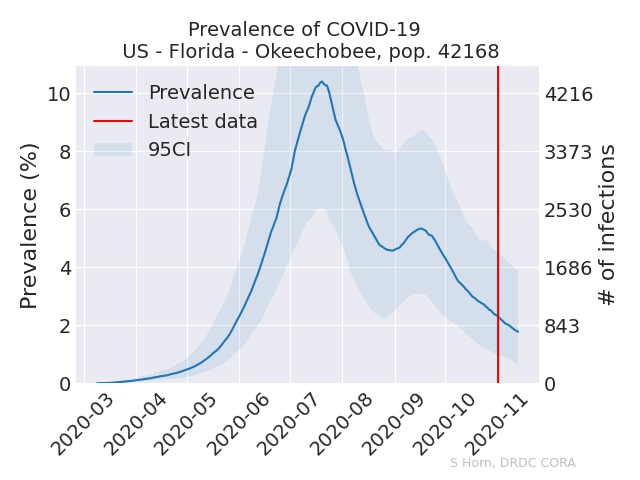 Prevalence of COVID-19
US - Florida - Okeechobee, pop. 42168
Prevalence
Latest data
95CI
Prevalence (%)
10
8
6
4
2
0
# of infections
4216
3373
2530
1686
843
0
2020-03
2020-04
2020-05
2020-06
2020-07
2020-08
2020-09
2020-10
2020-11
S Horn, DRDC CORA